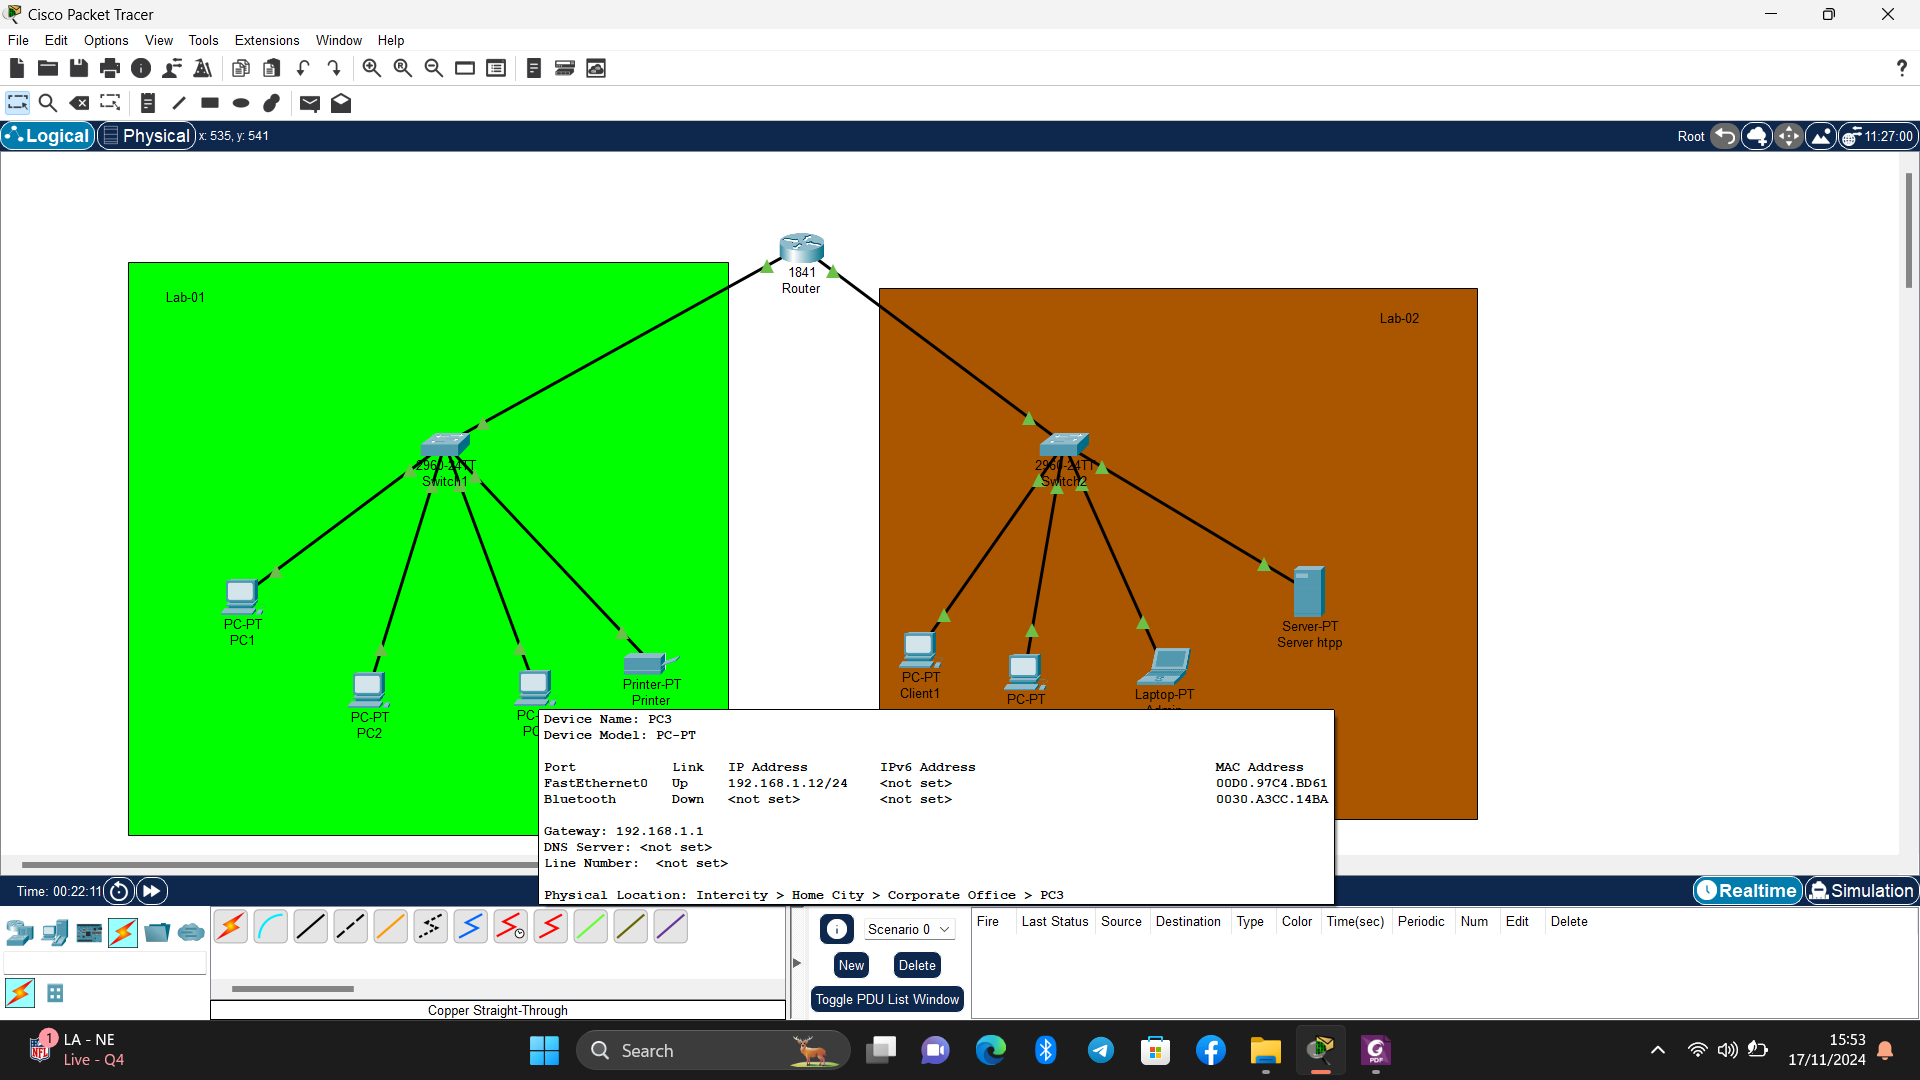 Cisco Packet Tracer
File Edit Options View Tools Extensions Window Help
Logical Physical x: 535, y: 541 Root 11:27:00
Lab-01
1841
Router
Lab-02
2960-24TT
Switch1
2960-24TT
Switch2
PC-PT
PC1
PC-PT
PC2
PC-
PC
Printer-PT
Printer
PC-PT
Client1
PC-PT
Laptop-PT
Admin
Server-PT
Server htpp
Device Name: PC3
Device Model: PC-PT
Port Link IP Address IPv6 Address MAC Address
FastEthernet0 Up 192.168.1.12/24 <not set> 00D0.97C4.BD61
Bluetooth Down <not set> <not set> 0030.A3CC.14BA
Gateway: 192.168.1.1
DNS Server: <not set>
Line Number: <not set>
Physical Location: Intercity > Home City > Corporate Office > PC3
Time: 00:22:11 Realtime Simulation
Scenario 0
New Delete
Toggle PDU List Window
Fire Last Status Source Destination Type Color Time(sec) Periodic Num Edit Delete
Copper Straight-Through
1
NFL
LA - NE
Live - Q4
Search
PDF
15:53
17/11/2024